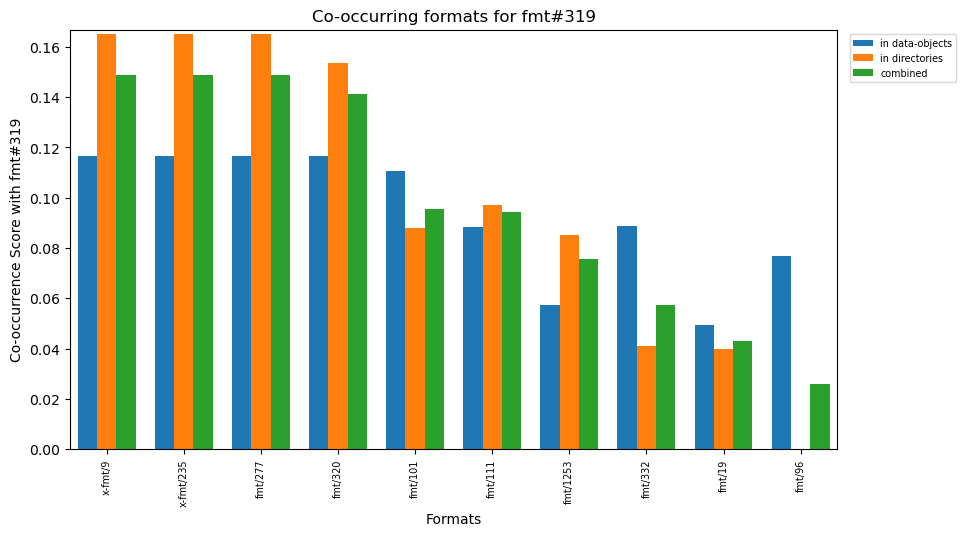 Co-occurring formats for fmt#319
in data-objects
in directories
combined
Co-occurrence Score with fmt#319
0.16
0.14
0.12
0.10
0.08
0.06
0.04
0.02
0.00
x-fmt/9
x-fmt/235
fmt/277
fmt/320
fmt/101
fmt/111
fmt/1253
fmt/332
fmt/19
fmt/96
Formats